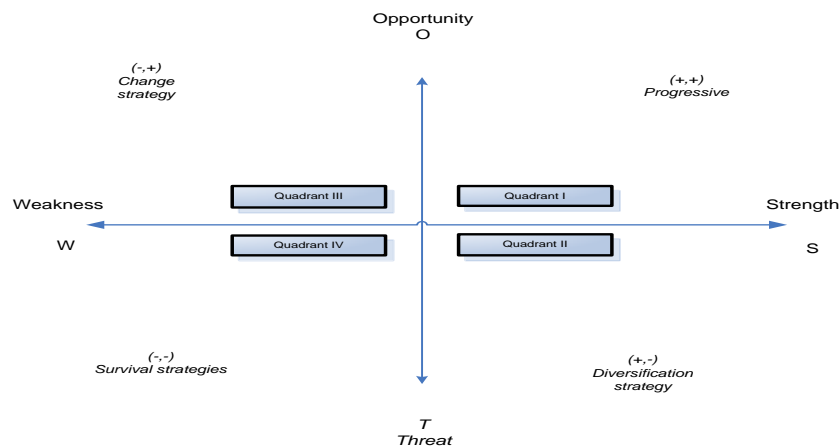 Opportunity
O
(-,+)
Change
strategy
(+,+)
Progressive
Quadrant III
Quadrant I
Weakness
Strength
W
Quadrant IV
Quadrant II
S
(-,-)
Survival strategies
(+,-)
Diversification
strategy
T
Threat